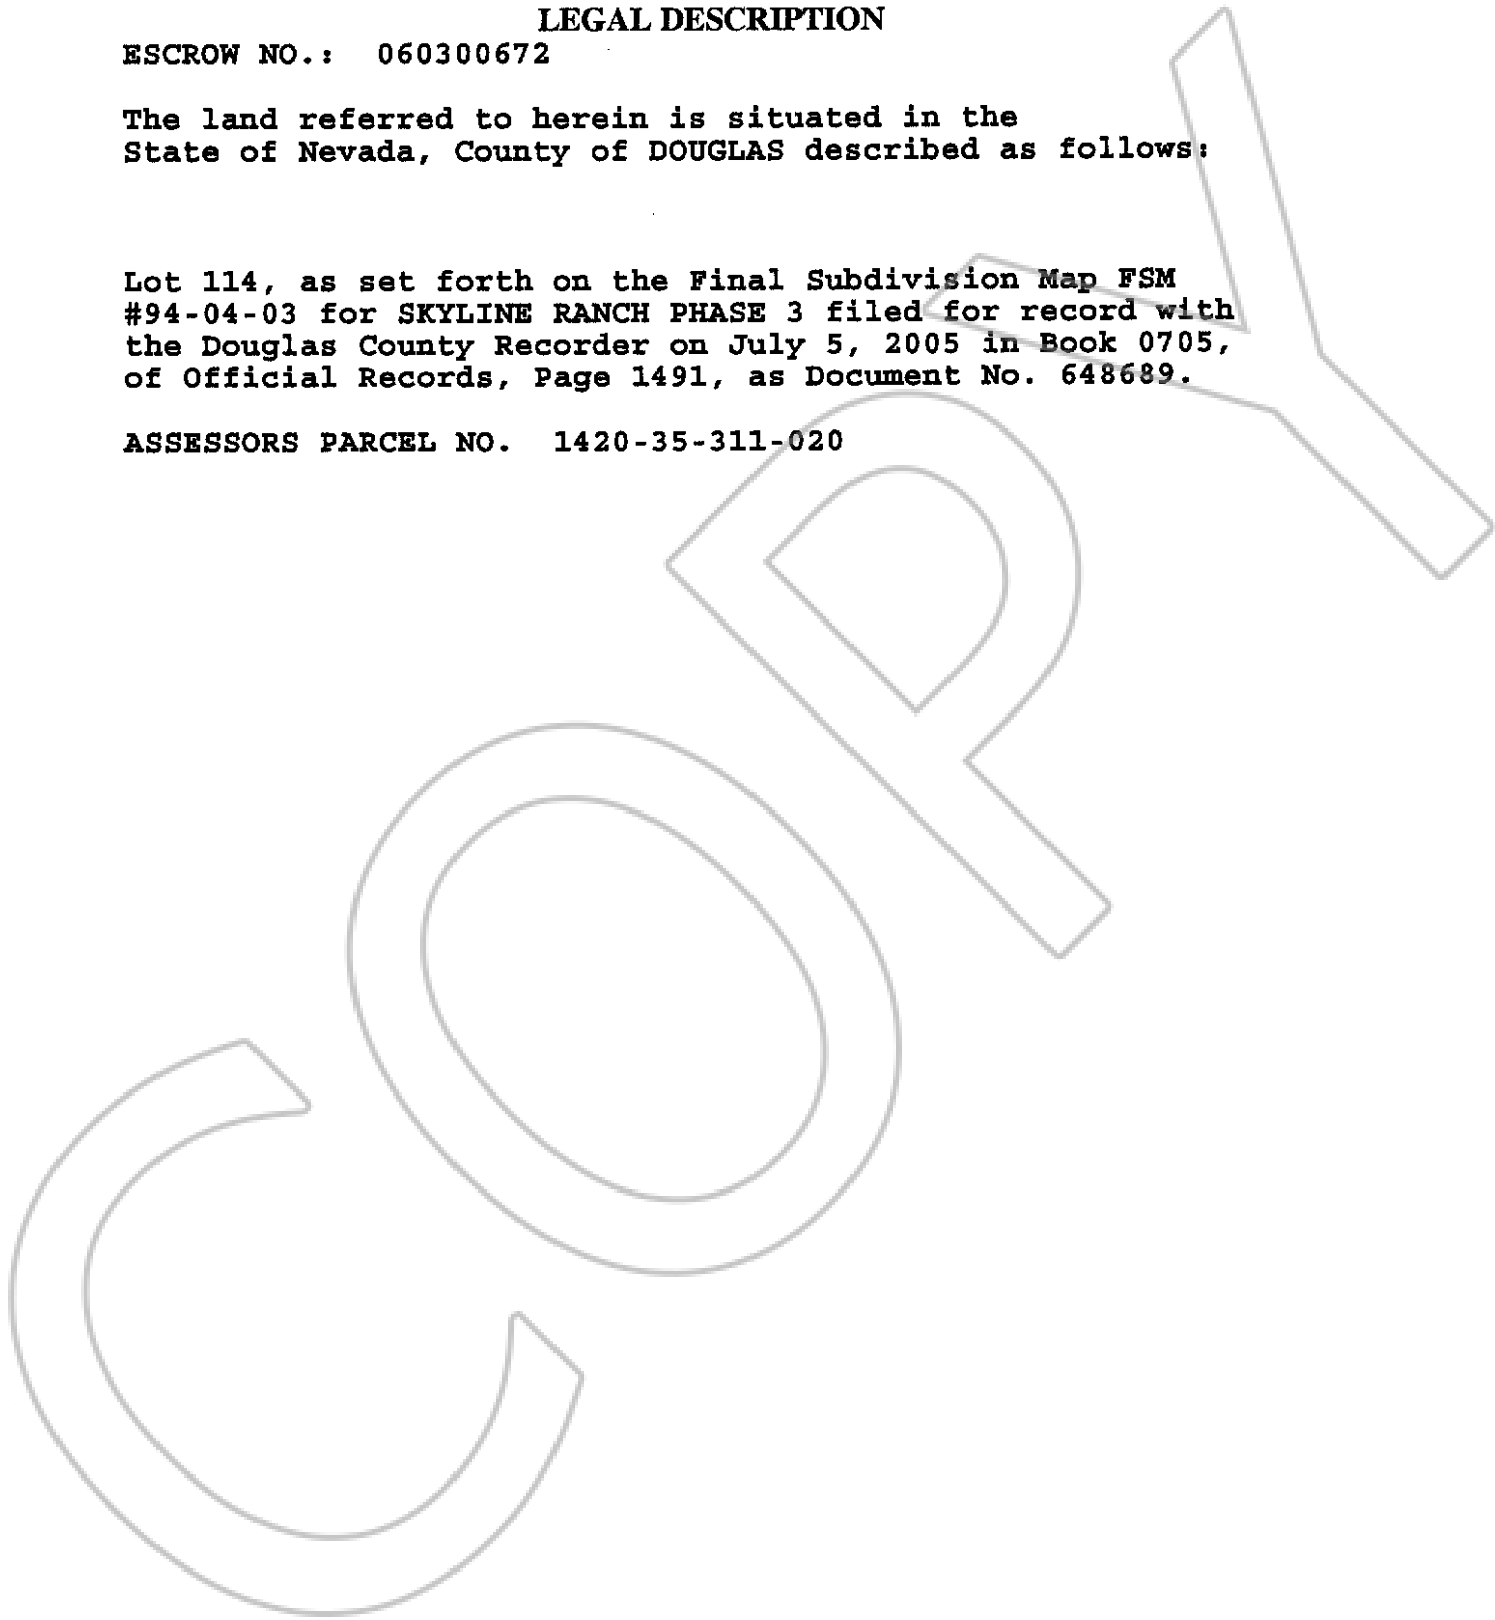 LEGAL DESCRIPTION
ESCROW NO.: 060300672
The land referred to herein is situated in the
State of Nevada, County of DOUGLAS described as follows:
Lot 114, as set forth on the Final Subdivision Map FSM
#94-04-03 for SKYLINE RANCH PHASE 3 filed for record with
the Douglas County Recorder on July 5, 2005 in Book 0705,
of Official Records, Page 1491, as Document No. 648689.
ASSESSORS PARCEL NO. 1420-35-311-020
COPY